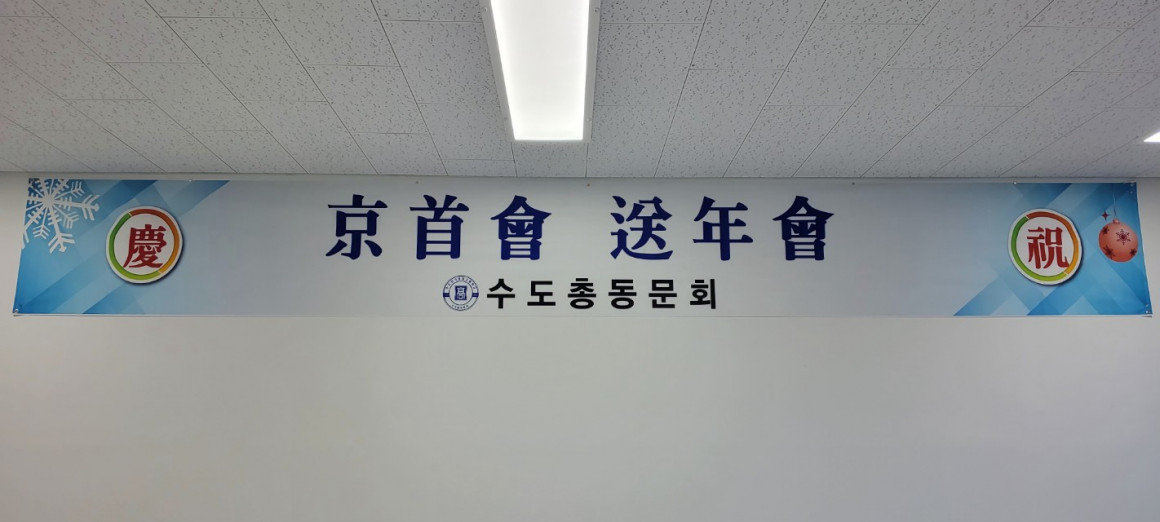 慶
京首會 送年會
수도총동문회
祝